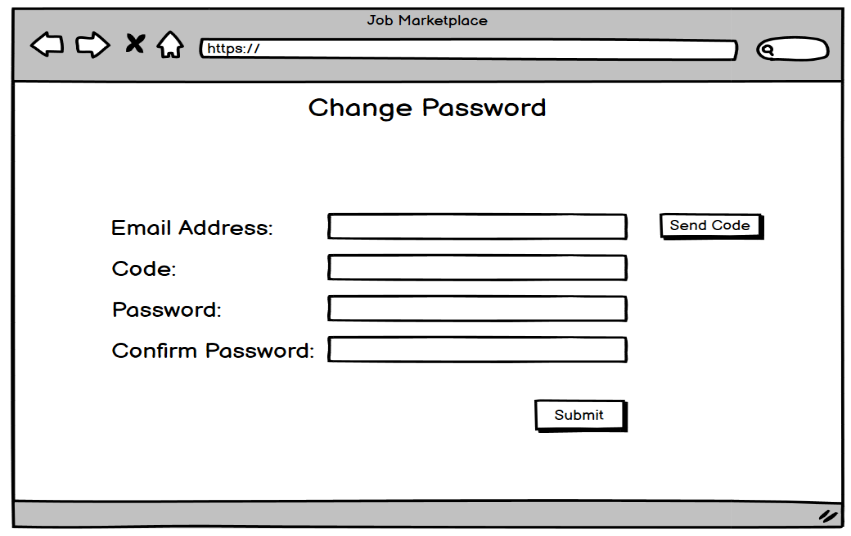 Job Marketplace
https://
Change Password
Email Address:
Send Code
Code:
Password:
Confirm Password:
Submit